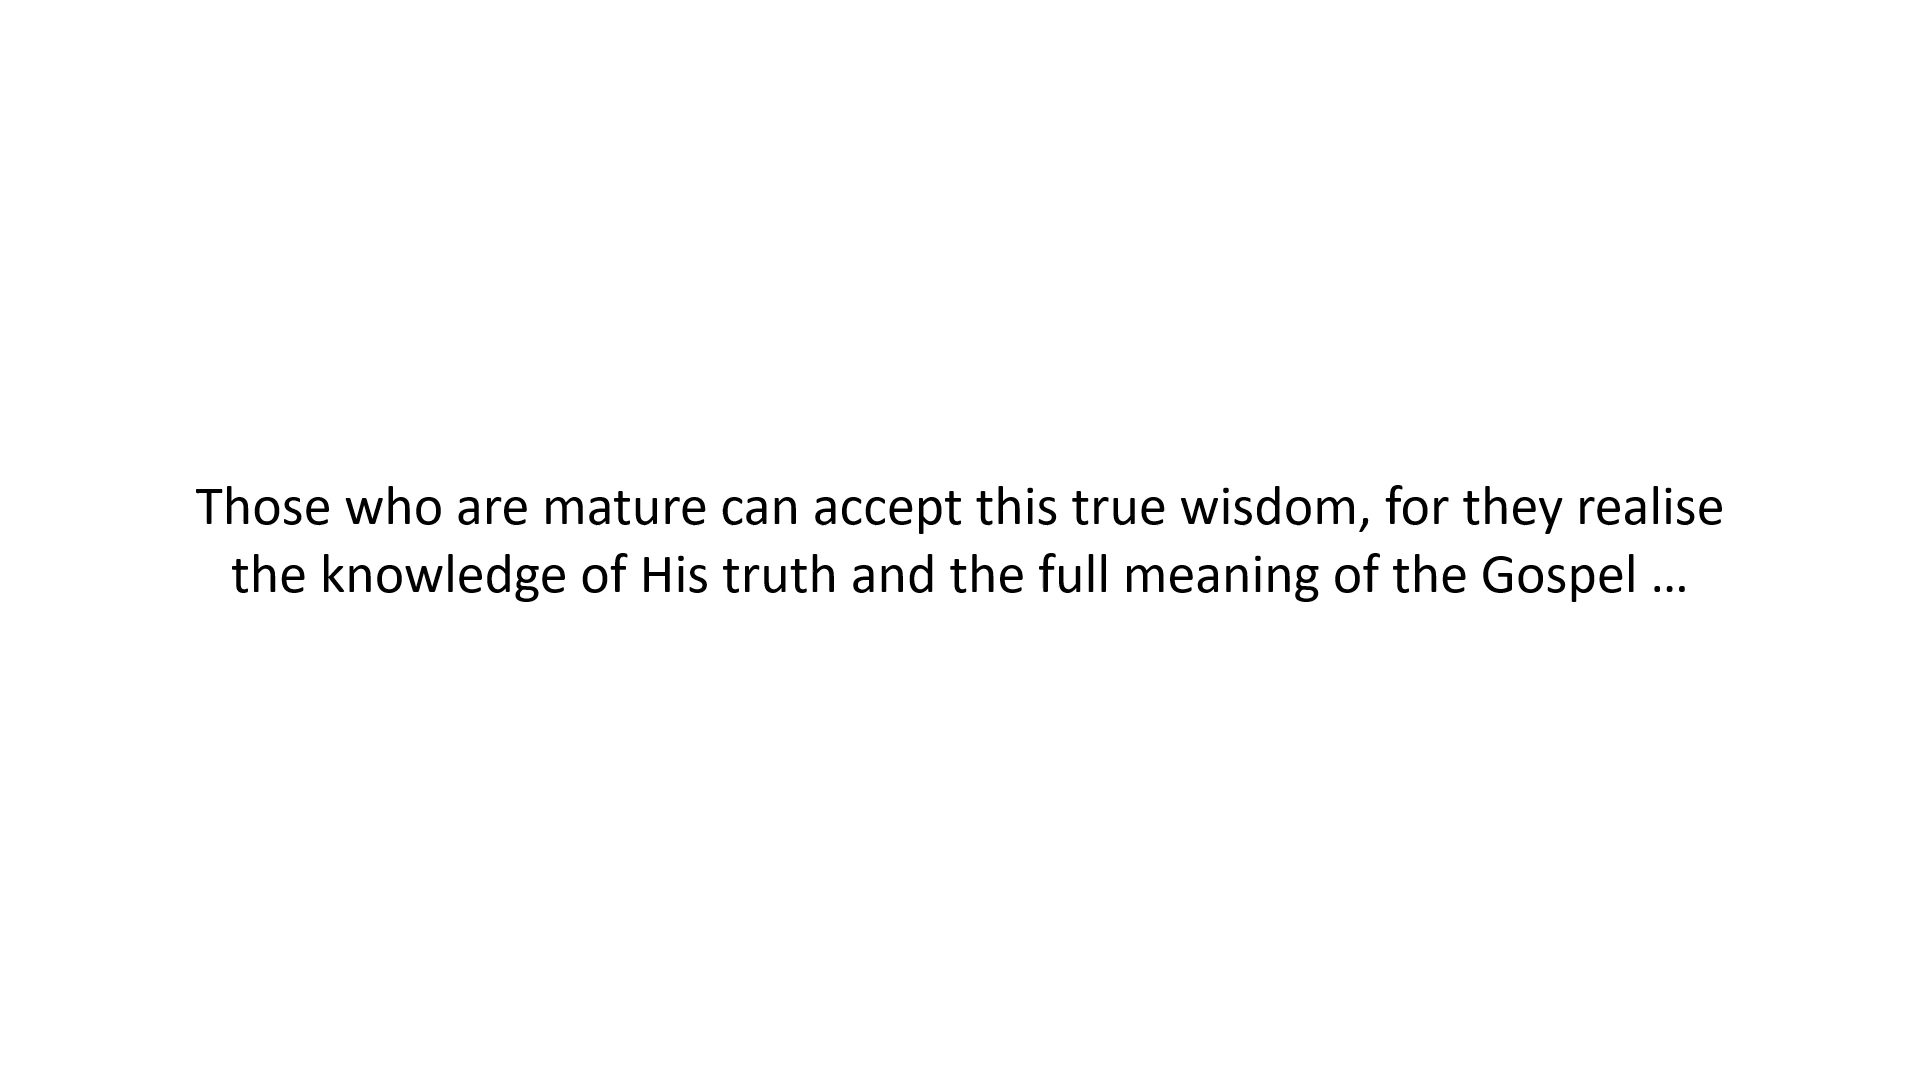 Those who are mature can accept this true wisdom, for they realise
the knowledge of His truth and the full meaning of the Gospel ...